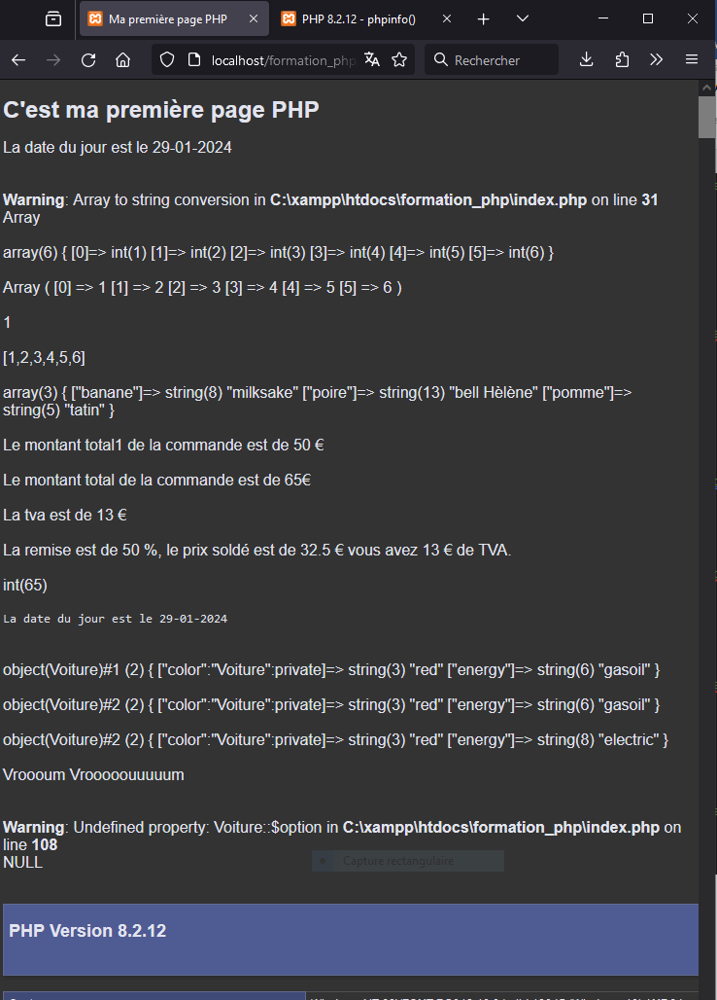 Ma première page PHP
PHP 8.2.12 - phpinfo()
localhost/formation_php
Rechercher
C'est ma première page PHP
La date du jour est le 29-01-2024
Warning: Array to string conversion in C:\xampp\htdocs\formation_php\index.php on line 31
Array
array(6) { [0]=> int(1) [1]=> int(2) [2]=> int(3) [3]=> int(4) [4]=> int(5) [5]=> int(6) }
Array ( [0] => 1 [1] => 2 [2] => 3 [3] => 4 [4] => 5 [5] => 6 )
1
[1,2,3,4,5,6]
array(3) { ["banane"]=> string(8) "milksake" ["poire"]=> string(13) "bell Hèlène" ["pomme"]=>
string(5) "tatin" }
Le montant total1 de la commande est de 50 €
Le montant total de la commande est de 65€
La tva est de 13 €
La remise est de 50 %, le prix soldé est de 32.5 € vous avez 13 € de TVA.
int(65)
La date du jour est le 29-01-2024
object(Voiture)#1 (2) { ["color":"Voiture":private]=> string(3) "red" ["energy"]=> string(6) "gasoil" }
object(Voiture)#2 (2) { ["color":"Voiture":private]=> string(3) "red" ["energy"]=> string(6) "gasoil" }
object(Voiture)#2 (2) { ["color":"Voiture":private]=> string(3) "red" ["energy"]=> string(8) "electric" }
Vroooum Vrooooouuuuum
Warning: Undefined property: Voiture::$option in C:\xampp\htdocs\formation_php\index.php on
line 108
NULL
Capture rectangulaire
PHP Version 8.2.12